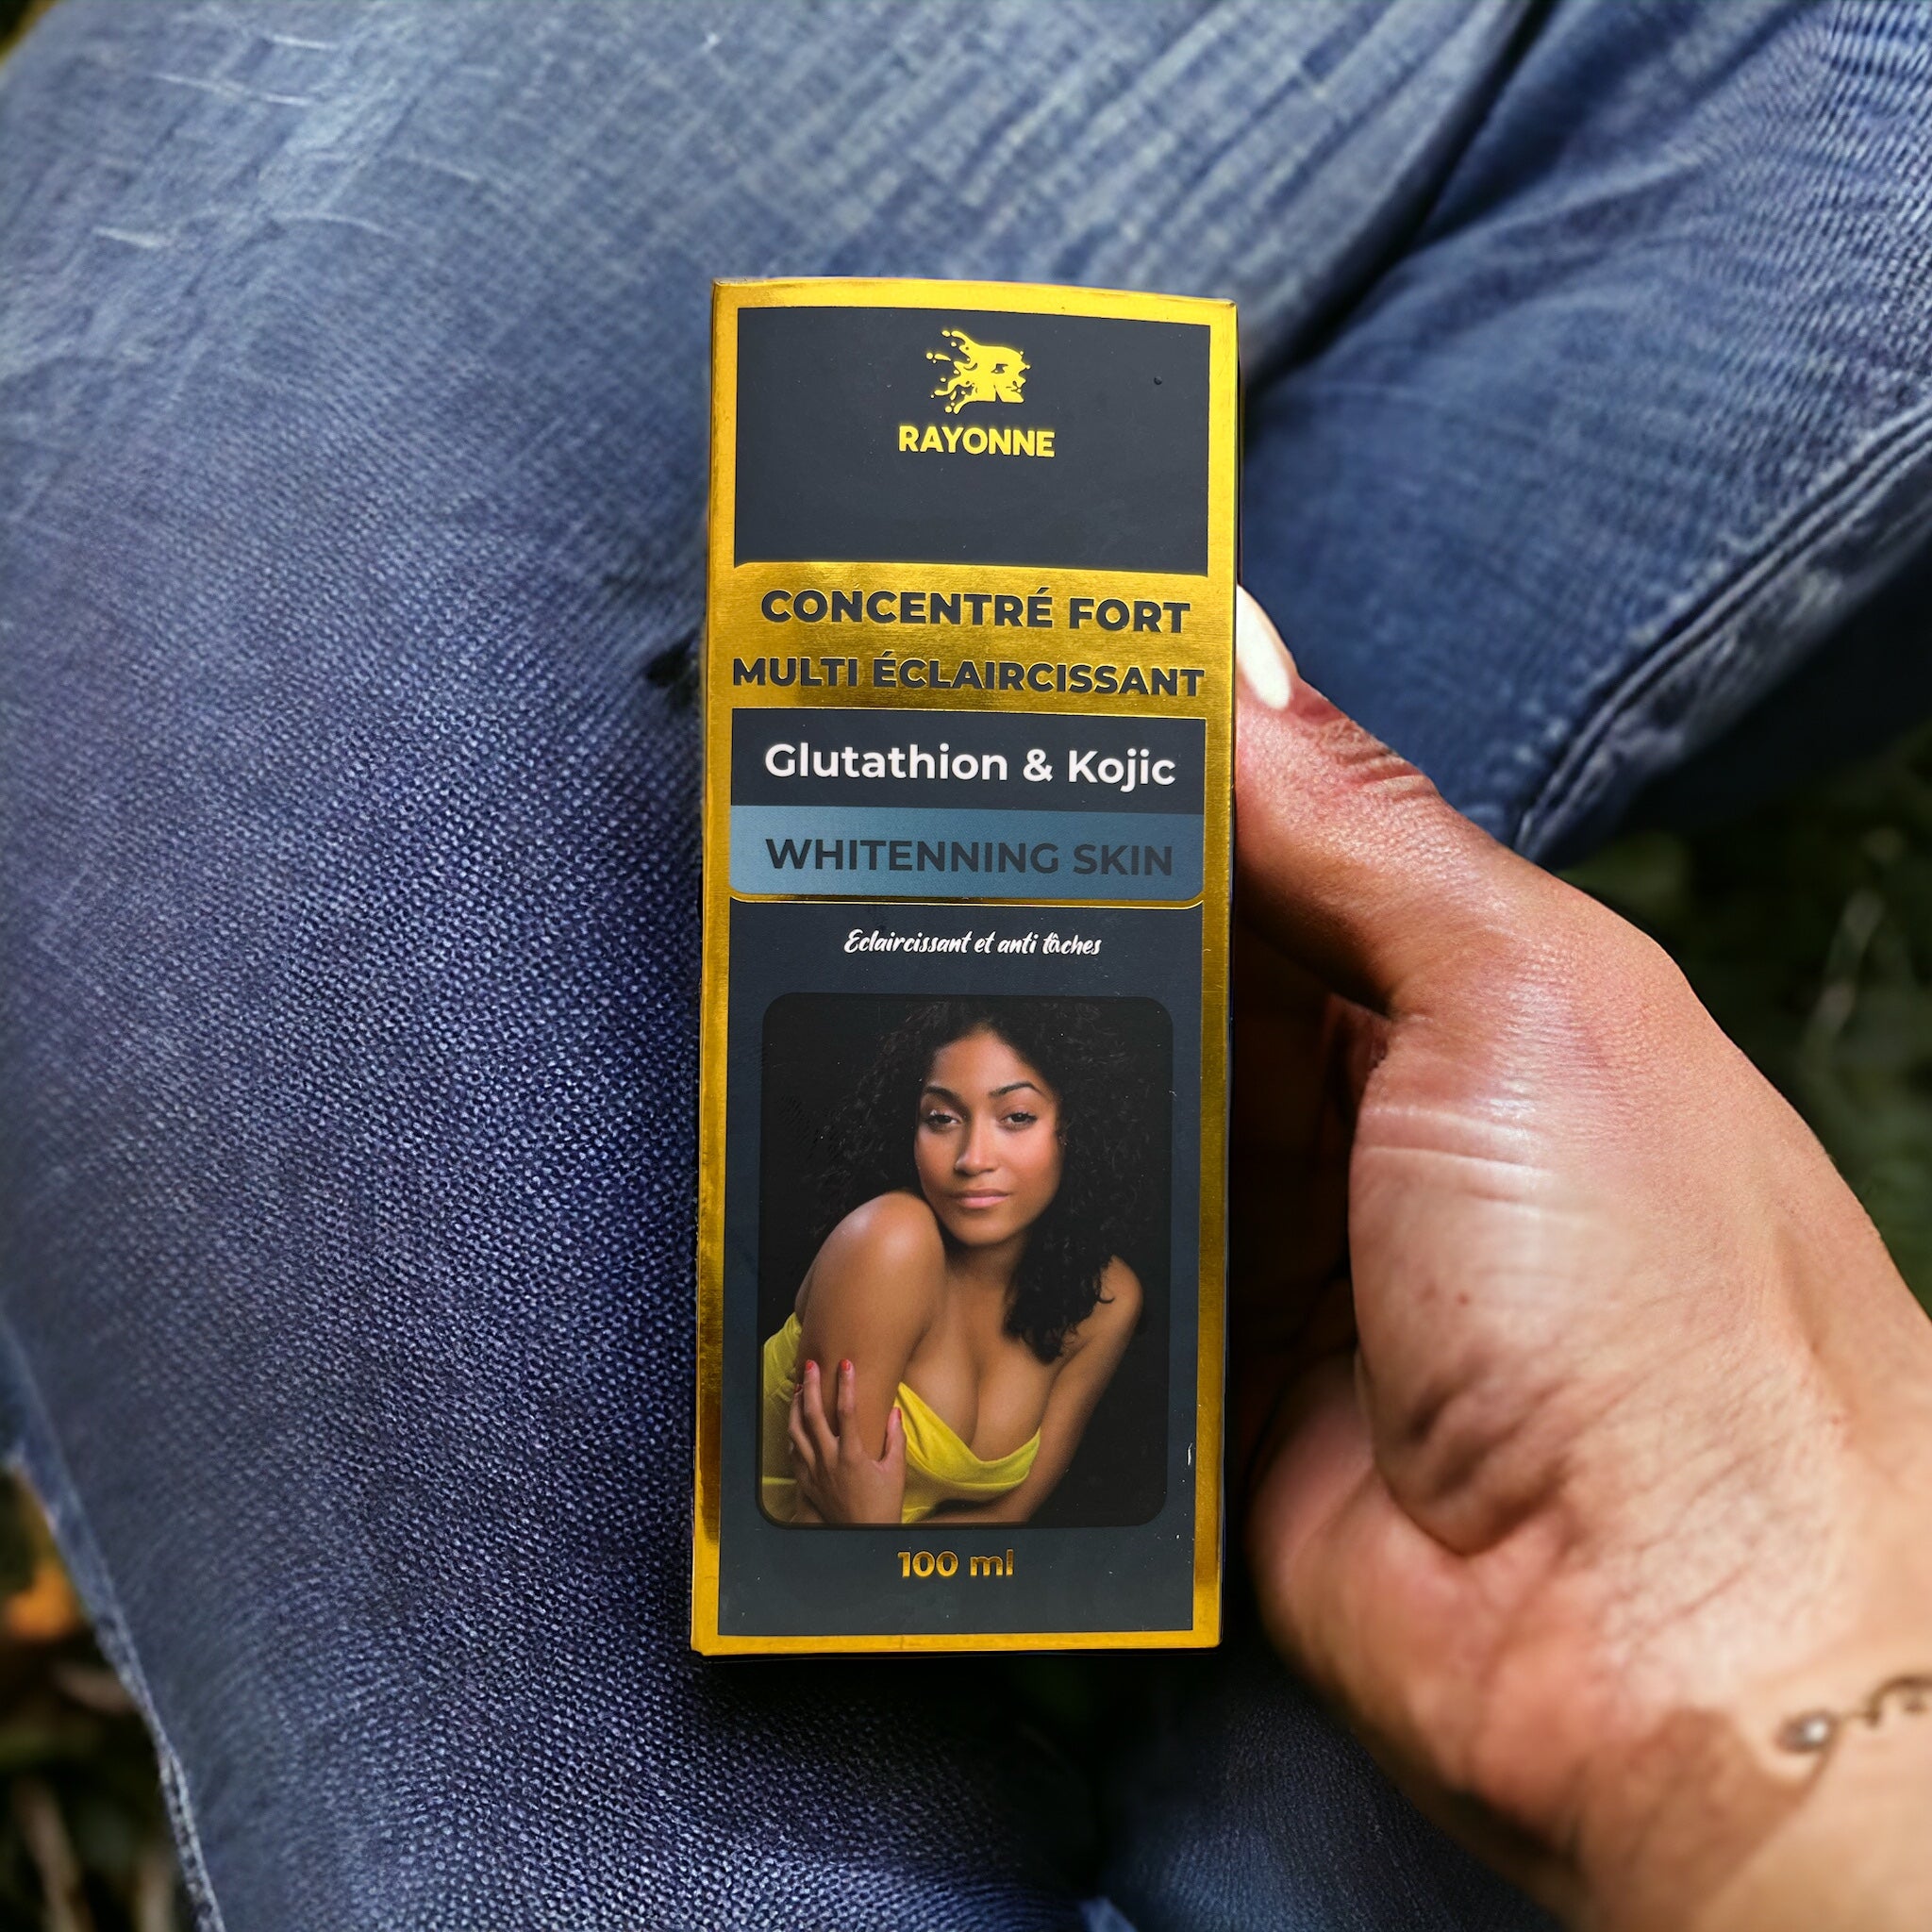 RAYONNE
CONCENTRÉ FORT
MULTI ÉCLAIRCISSANT
Glutathion & Kojic
WHITENNING SKIN
Eclaircissant et anti tâches
100 ml